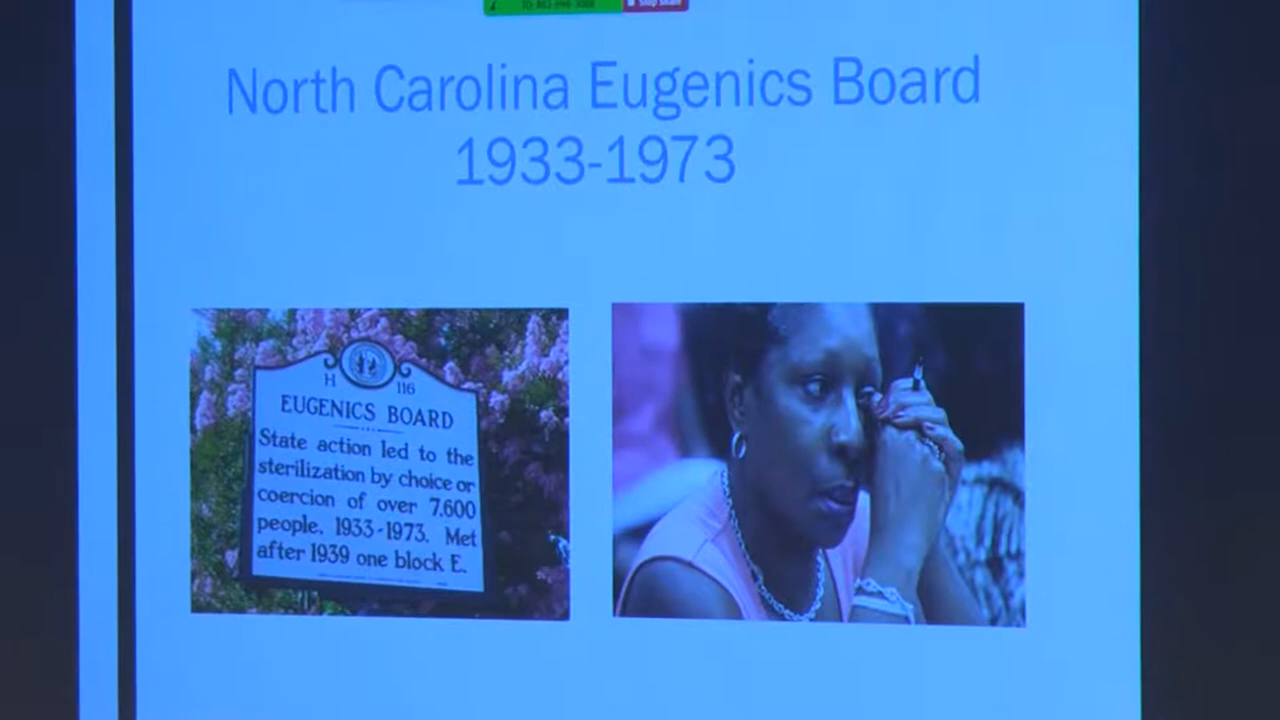 North Carolina Eugenics Board
1933-1973
H 116
EUGENICS BOARD
State action led to the
sterilization by choice or
coercion of over 7,600
people, 1933-1973. Met
after 1939 one block E.